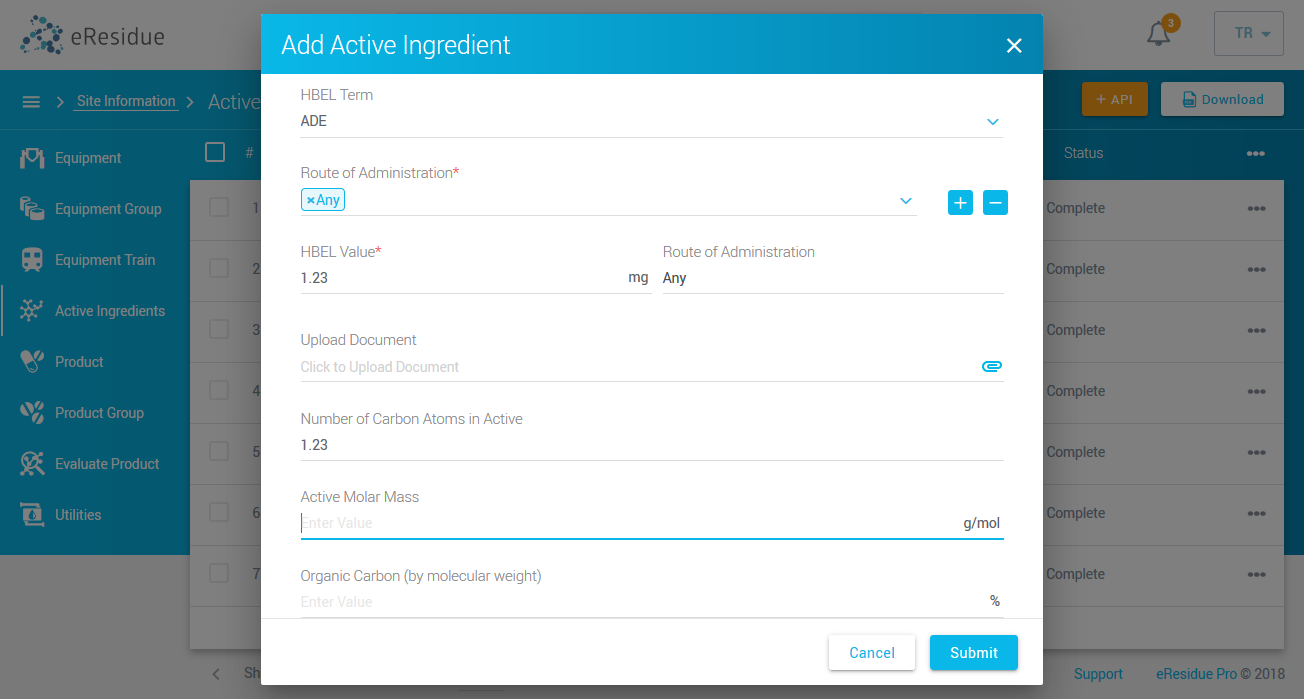 eResidue
3
TR
Add Active Ingredient
Site Information
Active
+ API
Download
# Status
Equipment
Equipment Group
Equipment Train
Active Ingredients
Product
Product Group
Evaluate Product
Utilities
1 Complete
2 Complete
3 Complete
4 Complete
5 Complete
6 Complete
7 Complete
HBEL Term
ADE
Route of Administration*
×Any
HBEL Value* Route of Administration
1.23 mg Any
Upload Document
Click to Upload Document
Number of Carbon Atoms in Active
1.23
Active Molar Mass
Enter Value g/mol
Organic Carbon (by molecular weight)
Enter Value %
Cancel Submit
Sh
Support eResidue Pro © 2018